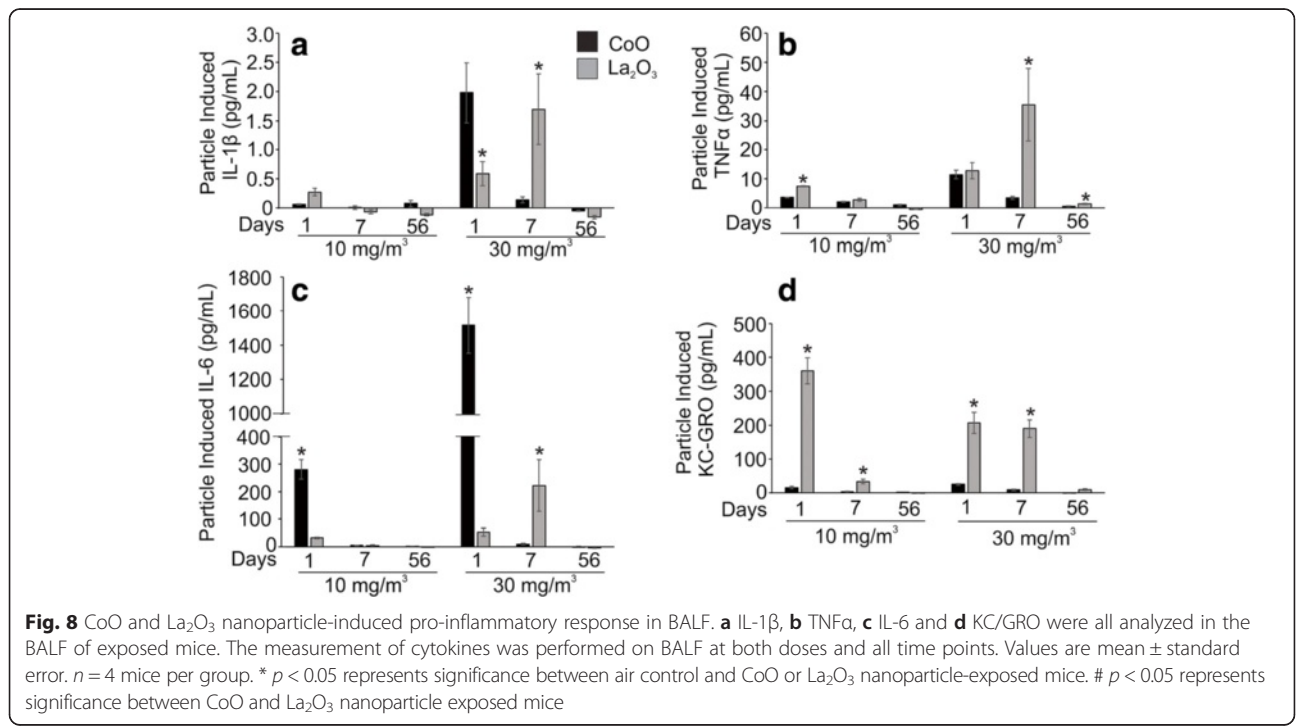 a
Particle Induced
IL-1β (pg/mL)
3.0
2.5
2.0
1.5
1.0
0.5
0
CoO
La₂O₃
*
*
Days 1 7 56 1 7 56
10 mg/m³ 30 mg/m³
b
Particle Induced
TNFα (pg/mL)
60
50
40
30
20
10
0
*
*
*
Days 1 7 56 1 7 56
10 mg/m³ 30 mg/m³
c
Particle Induced IL-6 (pg/mL)
1800
1600
1400
1200
1000
400
300
200
100
0
*
*
*
Days 1 7 56 1 7 56
10 mg/m³ 30 mg/m³
d
Particle Induced
KC-GRO (pg/mL)
500
400
300
200
100
0
*
*
*
*
Days 1 7 56 1 7 56
10 mg/m³ 30 mg/m³
Fig. 8 CoO and La₂O₃ nanoparticle-induced pro-inflammatory response in BALF. a IL-1β, b TNFα, c IL-6 and d KC/GRO were all analyzed in the
BALF of exposed mice. The measurement of cytokines was performed on BALF at both doses and all time points. Values are mean ± standard
error. n = 4 mice per group. * p < 0.05 represents significance between air control and CoO or La₂O₃ nanoparticle-exposed mice. # p < 0.05 represents
significance between CoO and La₂O₃ nanoparticle exposed mice